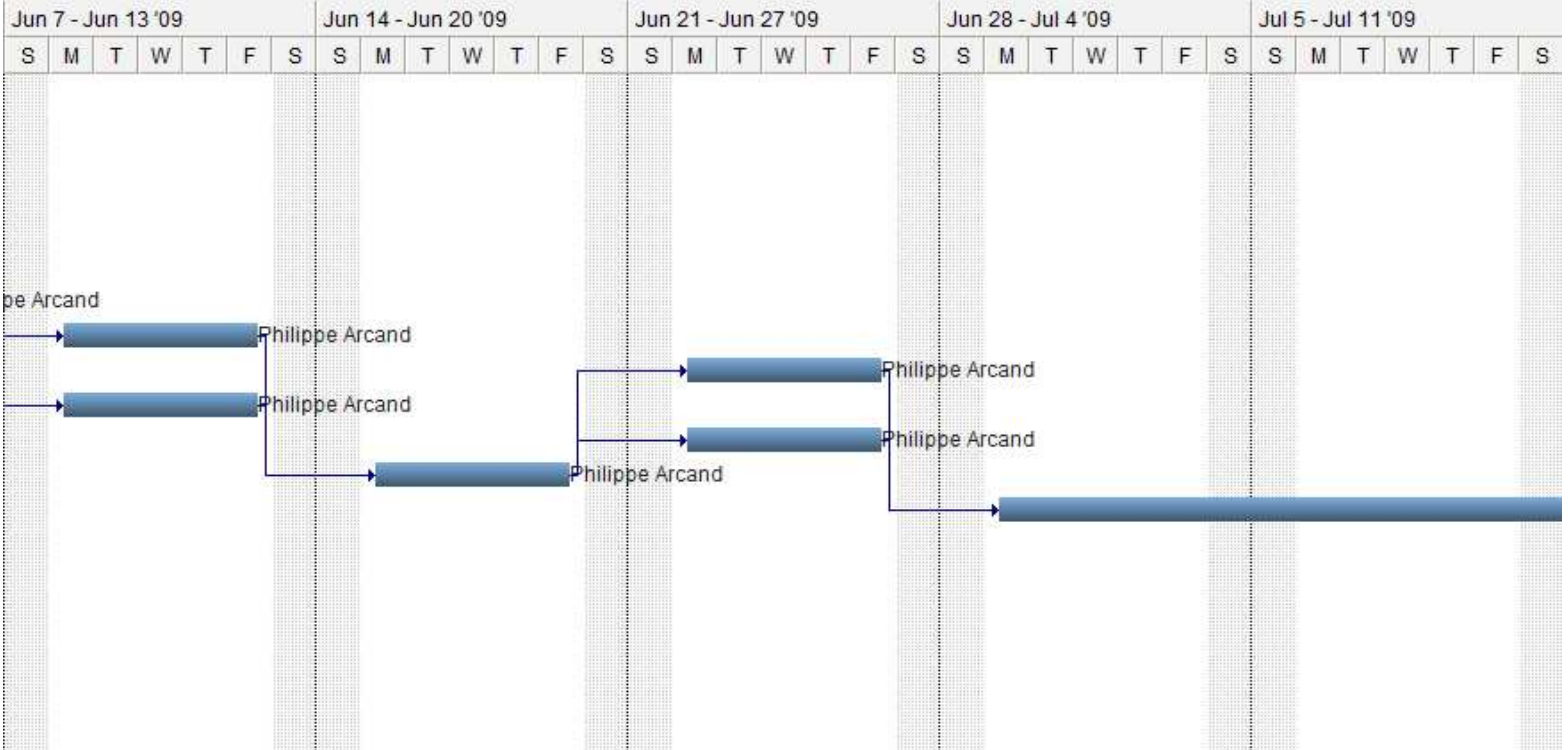 Jun 7 - Jun 13 '09 Jun 14 - Jun 20 '09 Jun 21 - Jun 27 '09 Jun 28 - Jul 4 '09 Jul 5 - Jul 11 '09
S M T W T F S S M T W T F S S M T W T F S S M T W T F S S M T W T F S
pe Arcand
Philippe Arcand
Philippe Arcand
Philippe Arcand
Philippe Arcand
Philippe Arcand